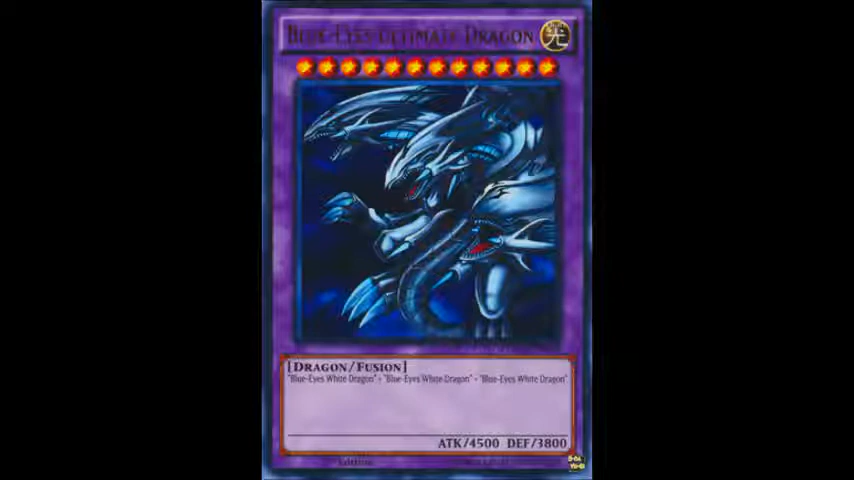 Blue-Eyes Ultimate Dragon
光
[Dragon/Fusion]
"Blue-Eyes White Dragon" + "Blue-Eyes White Dragon" + "Blue-Eyes White Dragon"
ATK/4500 DEF/3800
Edition